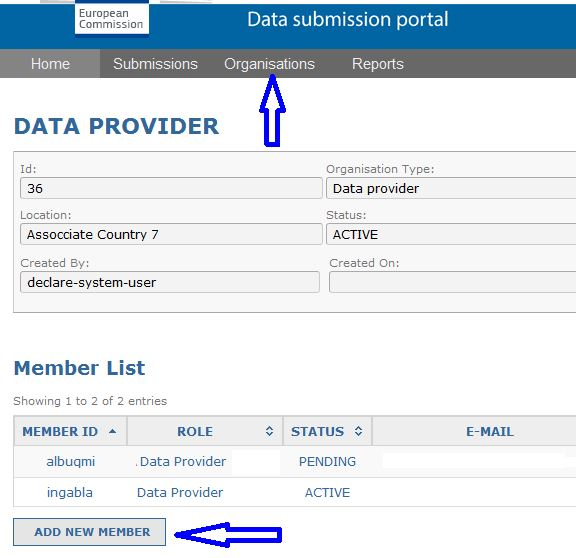 European
Commission
Data submission portal
Home Submissions Organisations Reports
DATA PROVIDER
Id: Organisation Type:
36 Data provider
Location: Status:
Assocciate Country 7 ACTIVE
Created By: Created On:
declare-system-user
Member List
Showing 1 to 2 of 2 entries
MEMBER ID ROLE STATUS E-MAIL
albuqmi .Data Provider PENDING
ingabla Data Provider ACTIVE
ADD NEW MEMBER